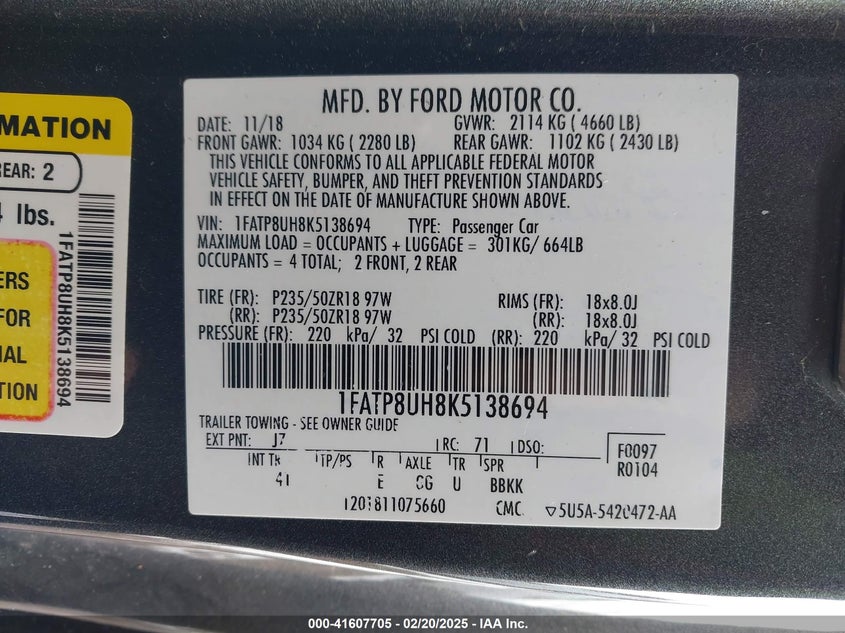 MATION
REAR: 2
lbs.
ERS
FOR
IAL
TION
1FATP8UH8K5138694
MFD. BY FORD MOTOR CO.
DATE: 11/18 GVWR: 2114 KG ( 4660 LB)
FRONT GAWR: 1034 KG ( 2280 LB) REAR GAWR: 1102 KG ( 2430 LB)
THIS VEHICLE CONFORMS TO ALL APPLICABLE FEDERAL MOTOR
VEHICLE SAFETY, BUMPER, AND THEFT PREVENTION STANDARDS
IN EFFECT ON THE DATE OF MANUFACTURE SHOWN ABOVE.
VIN: 1FATP8UH8K5138694 TYPE: Passenger Car
MAXIMUM LOAD = OCCUPANTS + LUGGAGE = 301KG/ 664LB
OCCUPANTS = 4 TOTAL; 2 FRONT, 2 REAR
TIRE (FR): P235/50ZR18 97W RIMS (FR): 18x8.0J
(RR): P235/50ZR18 97W (RR): 18x8.0J
PRESSURE (FR): 220 kPa/ 32 PSI COLD (RR): 220 kPa/ 32 PSI COLD
1FATP8UH8K5138694
TRAILER TOWING - SEE OWNER GUIDE
EXT PNT: J7 RC: 71 DSO: F0097
R0104
INT TR TP/PS R AXLE TR SPR
41 E CG U BBKK
1201811075660 CMC ▽5U5A-5420472-AA
000-41607705 - 02/20/2025 - IAA Inc.